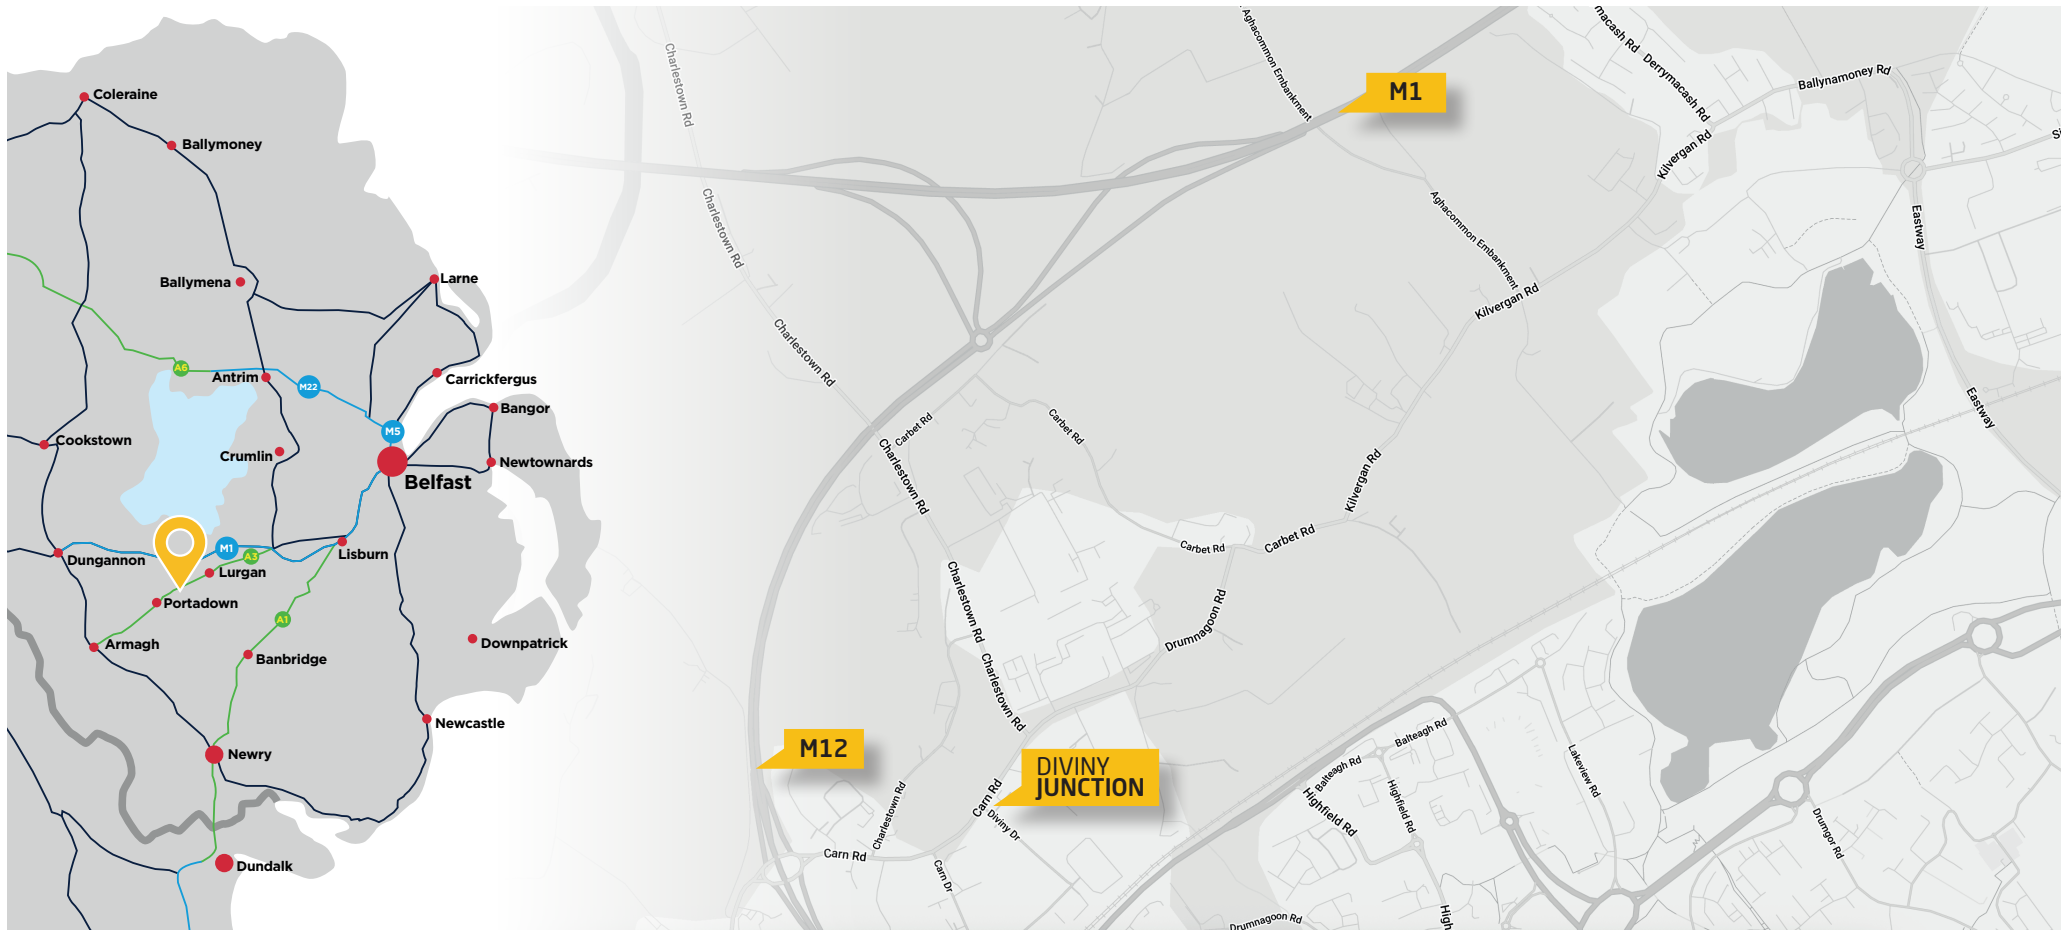 Coleraine
Ballymoney
Ballymena
Larne
A6
Antrim
M22
Carrickfergus
Bangor
M5
Cookstown
Crumlin
Newtownards
Belfast
Dungannon
M1
A3
Lisburn
Lurgan
Portadown
A1
Armagh
Banbridge
Downpatrick
Newcastle
Newry
Dundalk
Charlestown Rd
Aghacommon Embankment
M1
macash Rd
Derrymacash Rd
Ballynamoney Rd
Kilvergan Rd
Charlestown Rd
Aghacommon Embankment
Eastway
Kilvergan Rd
Charlestown Rd
Carbet Rd
Carbet Rd
Eastway
Charlestown Rd
Kilvergan Rd
Carbet Rd
Carbet Rd
Charlestown Rd
Drumnagoon Rd
Charlestown Rd
M12
DIVINY
JUNCTION
Balteagh Rd
Balteagh Rd
Lakeview Rd
Carn Rd
Diviny Dr
Charlestown Rd
Highfield Rd
Highfield Rd
Drumgor Rd
Carn Rd
Carn Dr
Drumnagoon Rd
High